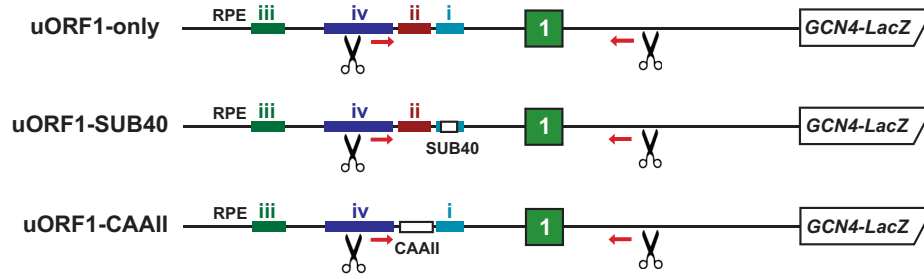 uORF1-only RPE iii iv ii i 1 GCN4-LacZ
uORF1-SUB40 RPE iii iv ii i 1 GCN4-LacZ
SUB40
uORF1-CAAII RPE iii iv i 1 GCN4-LacZ
CAAII